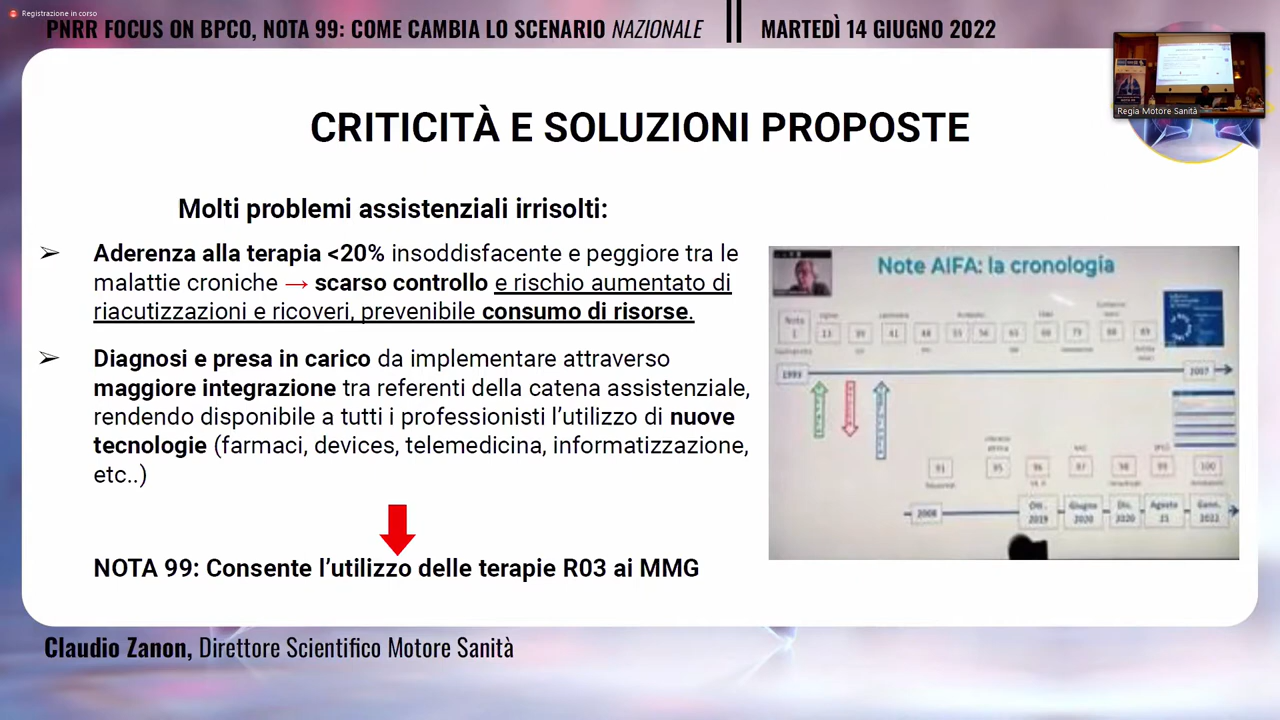 Registrazione in corso
PNRR FOCUS ON BPCO, NOTA 99: COME CAMBIA LO SCENARIO NAZIONALE
MARTEDÌ 14 GIUGNO 2022
Regia Motore Sanità
CRITICITÀ E SOLUZIONI PROPOSTE
Molti problemi assistenziali irrisolti:
➢ Aderenza alla terapia <20% insoddisfacente e peggiore tra le
malattie croniche → scarso controllo e rischio aumentato di
riacutizzazioni e ricoveri, prevenibile consumo di risorse.
➢ Diagnosi e presa in carico da implementare attraverso
maggiore integrazione tra referenti della catena assistenziale,
rendendo disponibile a tutti i professionisti l’utilizzo di nuove
tecnologie (farmaci, devices, telemedicina, informatizzazione,
etc..)
NOTA 99: Consente l’utilizzo delle terapie R03 ai MMG
Note AIFA: la cronologia
Nota
1
13
39
41
48
55
56
65
66
79
88
89
1993
2007
91
95
96
97
98
99
100
2008
Ott.
2019
Giugno
2020
Dic.
2020
Agosto
21
Genn.
2022
Claudio Zanon, Direttore Scientifico Motore Sanità